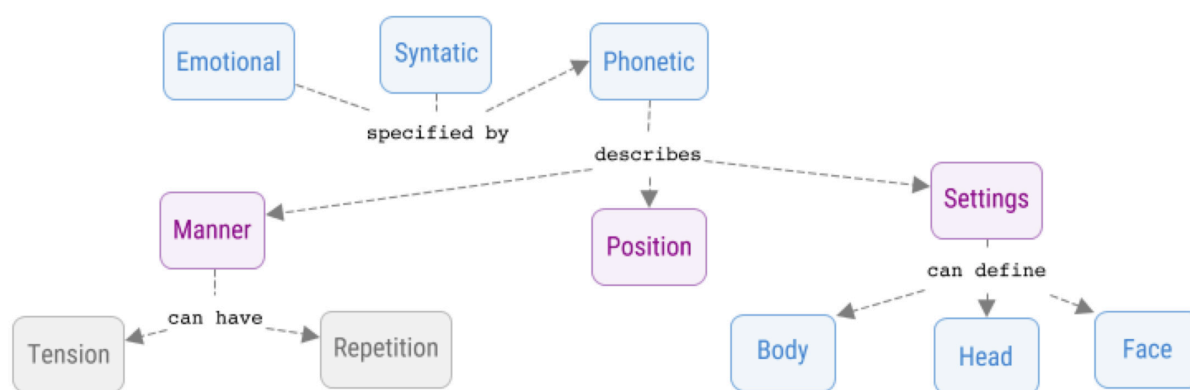 Emotional
Syntatic
Phonetic
specified by
describes
Manner
Position
Settings
can have
can define
Tension
Repetition
Body
Head
Face